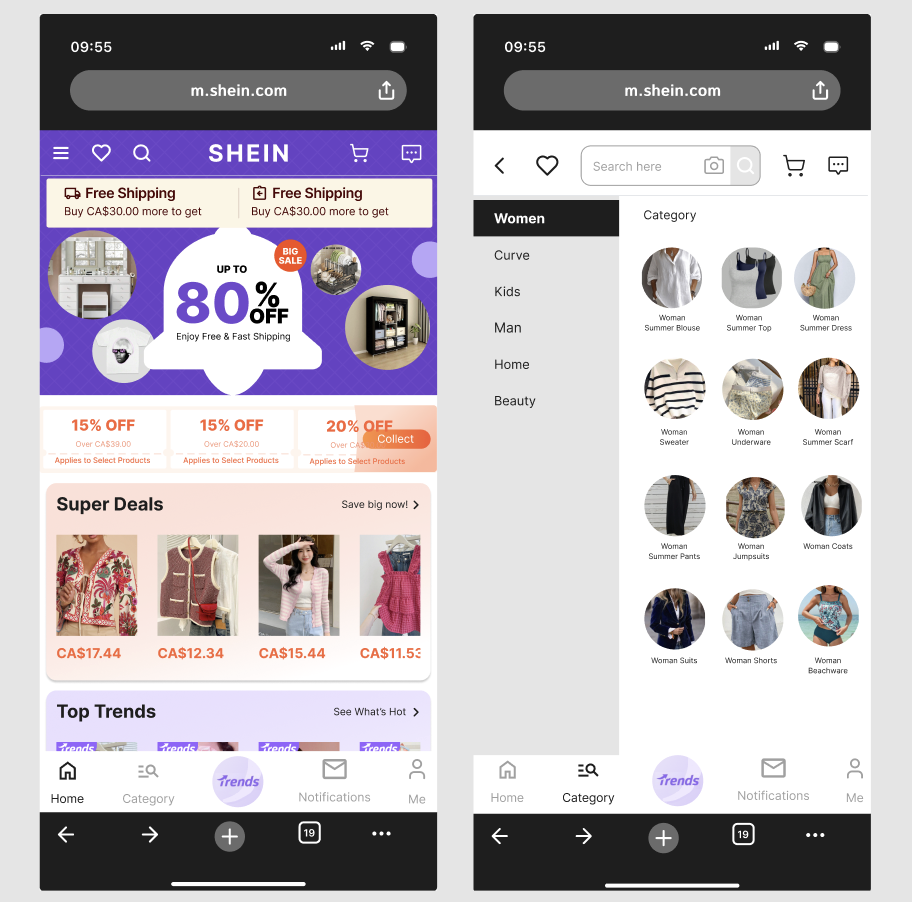 09:55
m.shein.com
SHEIN
Free Shipping
Buy CA$30.00 more to get
Free Shipping
Buy CA$30.00 more to get
BIG
SALE
UP TO
80%
OFF
Enjoy Free & Fast Shipping
15% OFF
Over CA$39.00
Applies to Select Products
15% OFF
Over CA$20.00
Applies to Select Products
20% OFF
Over CA$
Applies to Select Products
Collect
Super Deals
Save big now!
CA$17.44
CA$12.34
CA$15.44
CA$11.53
Top Trends
See What's Hot
Trends
Trends
Trends
Trends
Home
Category
Trends
Notifications
Me
19
09:55
m.shein.com
Search here
Women
Curve
Kids
Man
Home
Beauty
Category
Woman
Summer Blouse
Woman
Summer Top
Woman
Summer Dress
Woman
Sweater
Woman
Underware
Woman
Summer Scarf
Woman
Summer Pants
Woman
Jumpsuits
Woman Coats
Woman Suits
Woman Shorts
Woman
Beachware
Home
Category
Trends
Notifications
Me
19